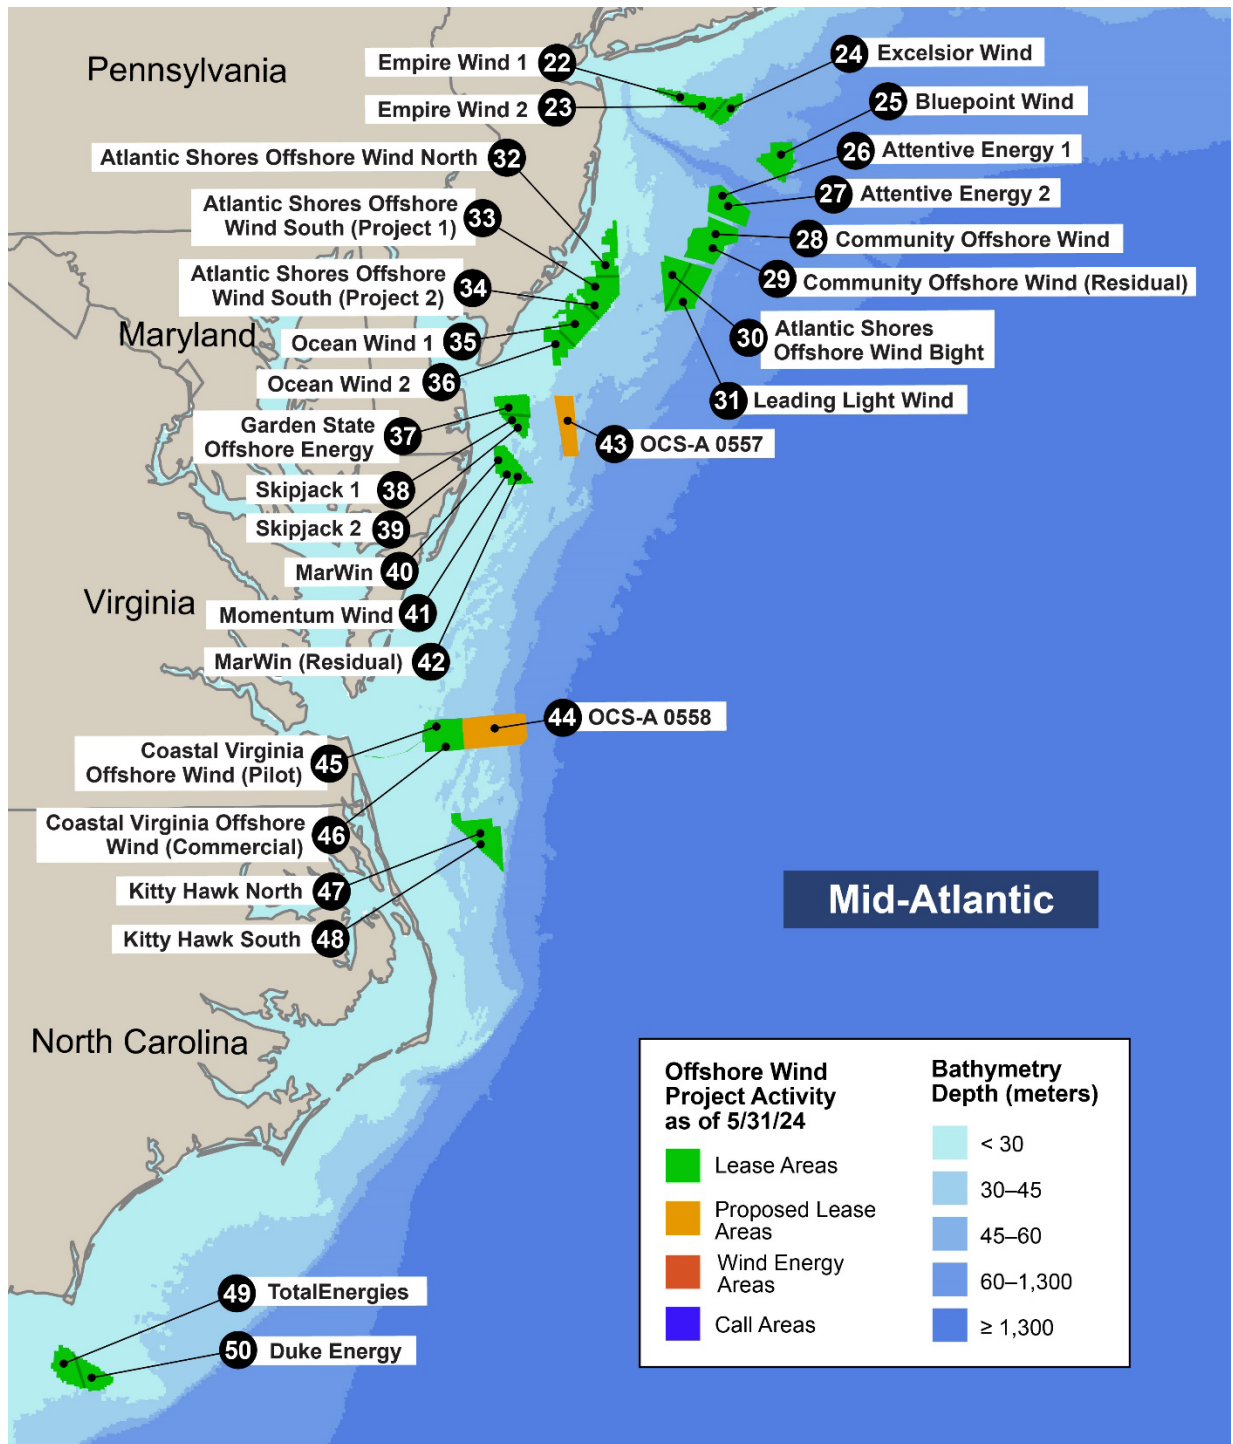 Pennsylvania
Empire Wind 1 22
24 Excelsior Wind
Empire Wind 2 23
25 Bluepoint Wind
Atlantic Shores Offshore Wind North 32
26 Attentive Energy 1
27 Attentive Energy 2
Atlantic Shores Offshore
Wind South (Project 1) 33
28 Community Offshore Wind
29 Community Offshore Wind (Residual)
Atlantic Shores Offshore
Wind South (Project 2) 34
Maryland
Ocean Wind 1 35
30 Atlantic Shores
Offshore Wind Bight
Ocean Wind 2 36
31 Leading Light Wind
Garden State
Offshore Energy 37
43 OCS-A 0557
Skipjack 1 38
Skipjack 2 39
MarWin 40
Virginia
Momentum Wind 41
MarWin (Residual) 42
44 OCS-A 0558
Coastal Virginia
Offshore Wind (Pilot) 45
Coastal Virginia Offshore
Wind (Commercial) 46
Kitty Hawk North 47
Mid-Atlantic
Kitty Hawk South 48
North Carolina
Offshore Wind
Project Activity
as of 5/31/24
Lease Areas
Proposed Lease
Areas
Wind Energy
Areas
Call Areas
Bathymetry
Depth (meters)
< 30
30–45
45–60
60–1,300
≥ 1,300
49 TotalEnergies
50 Duke Energy